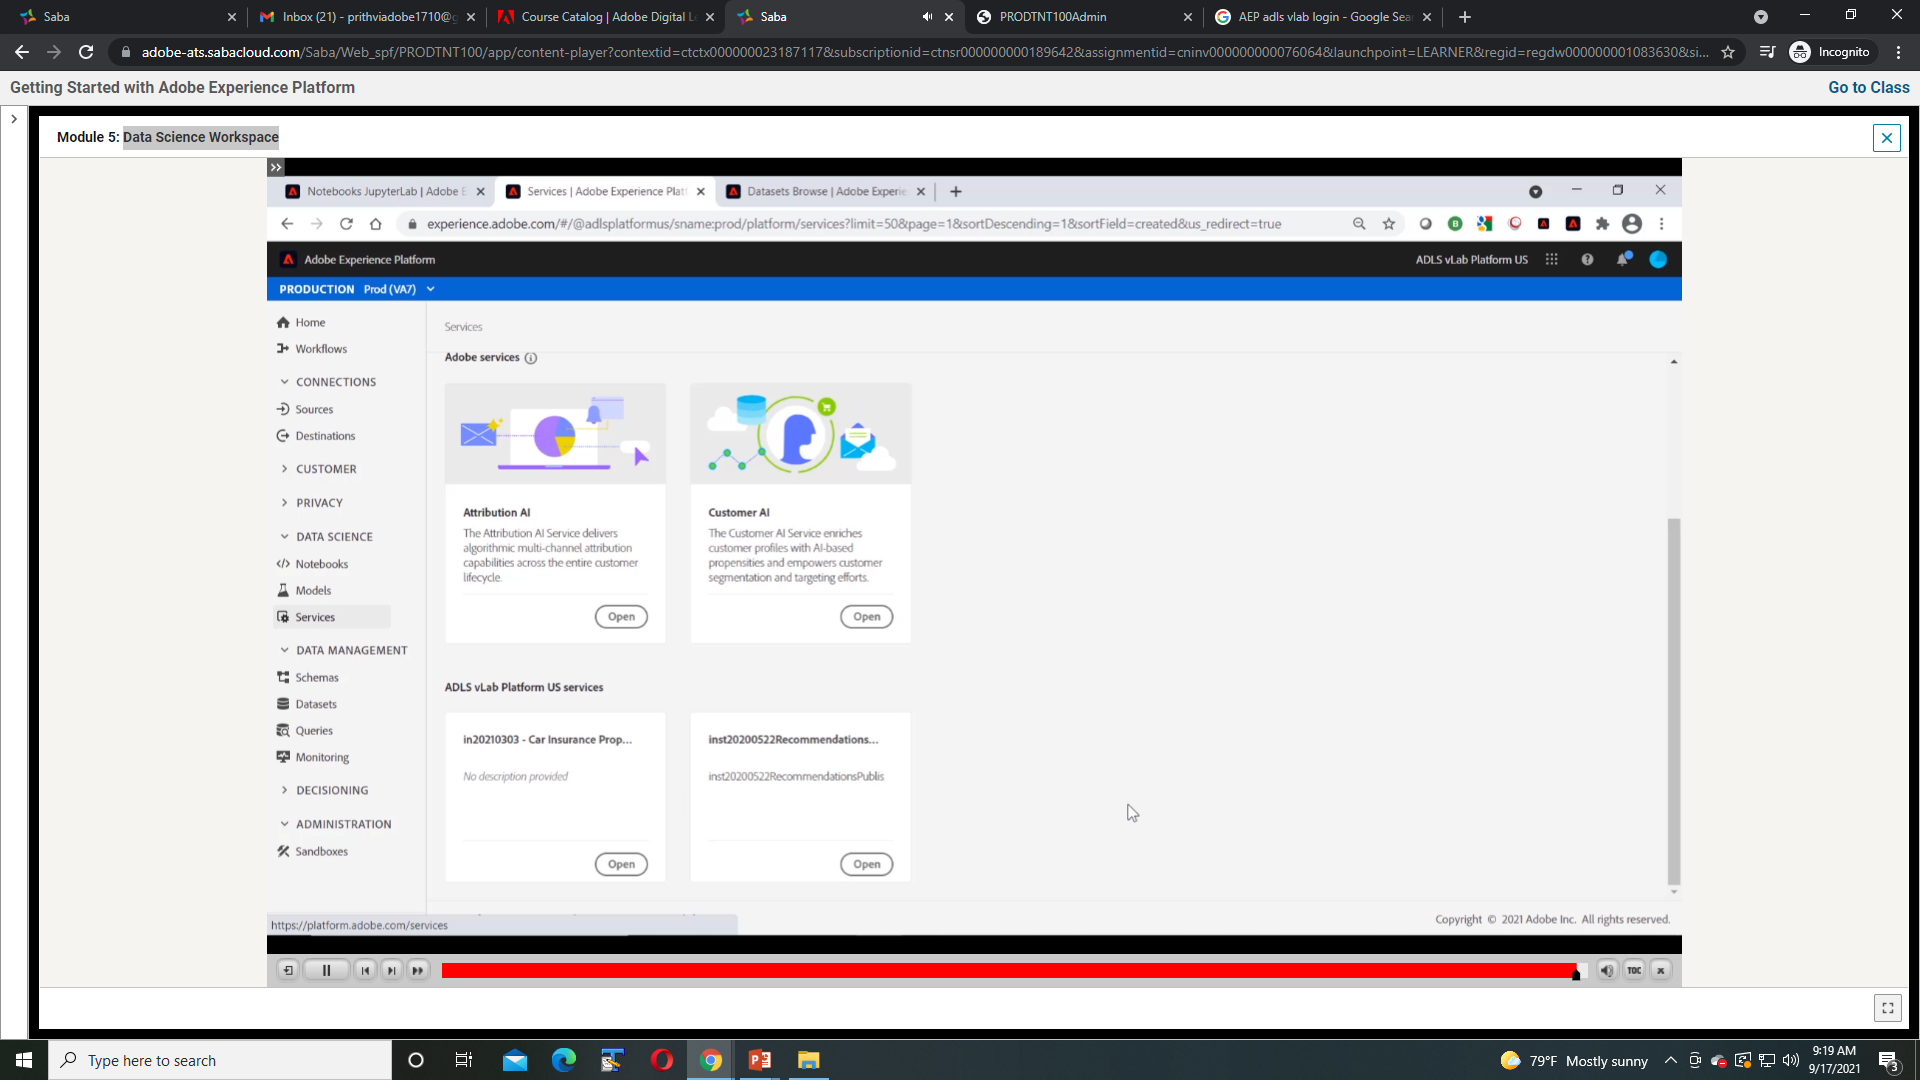 Saba
Inbox (21) - prithviadobe1710@g
Course Catalog | Adobe Digital Le
Saba
PRODTNT100Admin
AEP adls vlab login - Google Sear
adobe-ats.sabacloud.com/Saba/Web_spf/PRODTNT100/app/content-player?contextid=ctctx000000023187117&subscriptionid=ctnsr000000000189642&assignmentid=cninv000000000076064&launchpoint=LEARNER&regid=regdw000000001083630&si...
Incognito
Getting Started with Adobe Experience Platform
Go to Class
Module 5: Data Science Workspace
Notebooks JupyterLab | Adobe E
Services | Adobe Experience Platf
Datasets Browse | Adobe Experie
experience.adobe.com/#/@adlsplatformus/sname:prod/platform/services?limit=50&page=1&sortDescending=1&sortField=created&us_redirect=true
Adobe Experience Platform
ADLS vLab Platform US
PRODUCTION Prod (VA7)
Home
Workflows
CONNECTIONS
Sources
Destinations
CUSTOMER
PRIVACY
DATA SCIENCE
Notebooks
Models
Services
DATA MANAGEMENT
Schemas
Datasets
Queries
Monitoring
DECISIONING
ADMINISTRATION
Sandboxes
Services
Adobe services
Attribution AI
The Attribution AI Service delivers
algorithmic multi-channel attribution
capabilities across the entire customer
lifecycle.
Open
Customer AI
The Customer AI Service enriches
customer profiles with AI-based
propensities and empowers customer
segmentation and targeting efforts.
Open
ADLS vLab Platform US services
in20210303 - Car Insurance Prop...
No description provided
Open
inst20200522Recommendations...
inst20200522RecommendationsPublis
Open
https://platform.adobe.com/services
Copyright © 2021 Adobe Inc. All rights reserved.
TOC
Type here to search
79°F Mostly sunny
9:19 AM
9/17/2021
3